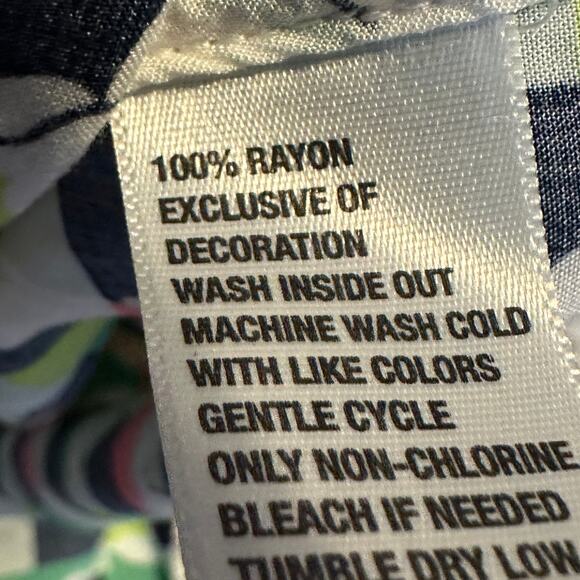 100% RAYON
EXCLUSIVE OF
DECORATION
WASH INSIDE OUT
MACHINE WASH COLD
WITH LIKE COLORS
GENTLE CYCLE
ONLY NON-CHLORINE
BLEACH IF NEEDED
TUMBLE DRY LOW